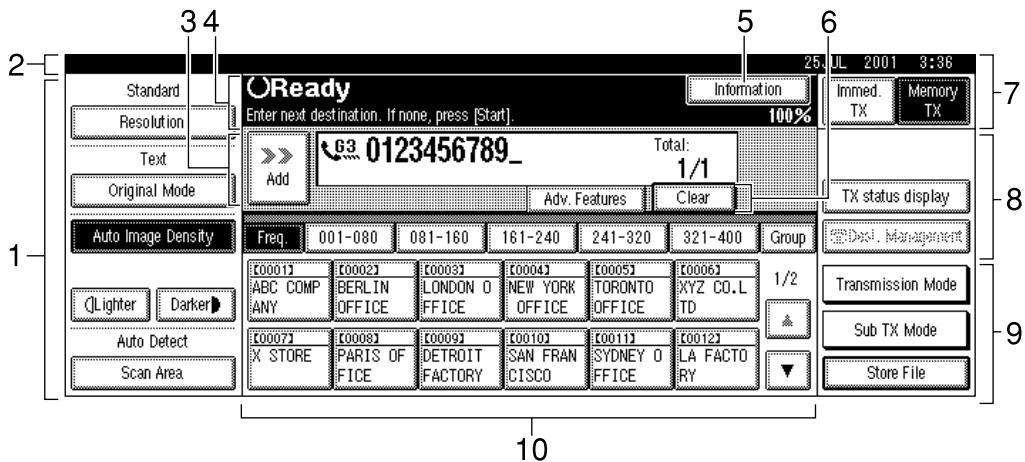 3 4 5 6
2
25 JUL 2001 3:36
1
Standard
Resolution
Text
Original Mode
Auto Image Density
Lighter Darker
Auto Detect
Scan Area
Ready
Information
Enter next destination. If none, press [Start].
100%
Add
G3 0123456789_
Total:
1/1
Adv. Features
Clear
Freq. 001-080 081-160 161-240 241-320 321-400 Group
[0001] [0002] [0003] [0004] [0005] [0006]
ABC COMP BERLIN LONDON O NEW YORK TORONTO XYZ CO.L
ANY OFFICE FFICE OFFICE OFFICE TD
1/2
[0007] [0008] [0009] [0010] [0011] [0012]
X STORE PARIS OF DETROIT SAN FRAN SYDNEY O LA FACTO
FICE FACTORY CISCO FFICE RY
Immed. Memory
TX TX
7
TX status display
8
Dest. Management
Transmission Mode
Sub TX Mode
9
Store File
10